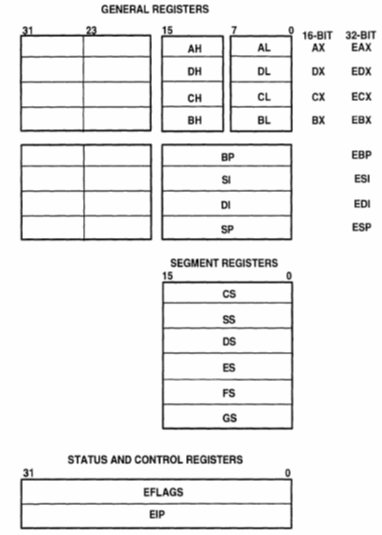 GENERAL REGISTERS
31 23 15 7 0 16-BIT 32-BIT
AH AL AX EAX
DH DL DX EDX
CH CL CX ECX
BH BL BX EBX
BP EBP
SI ESI
DI EDI
SP ESP
SEGMENT REGISTERS
15 0
CS
SS
DS
ES
FS
GS
STATUS AND CONTROL REGISTERS
31 0
EFLAGS
EIP